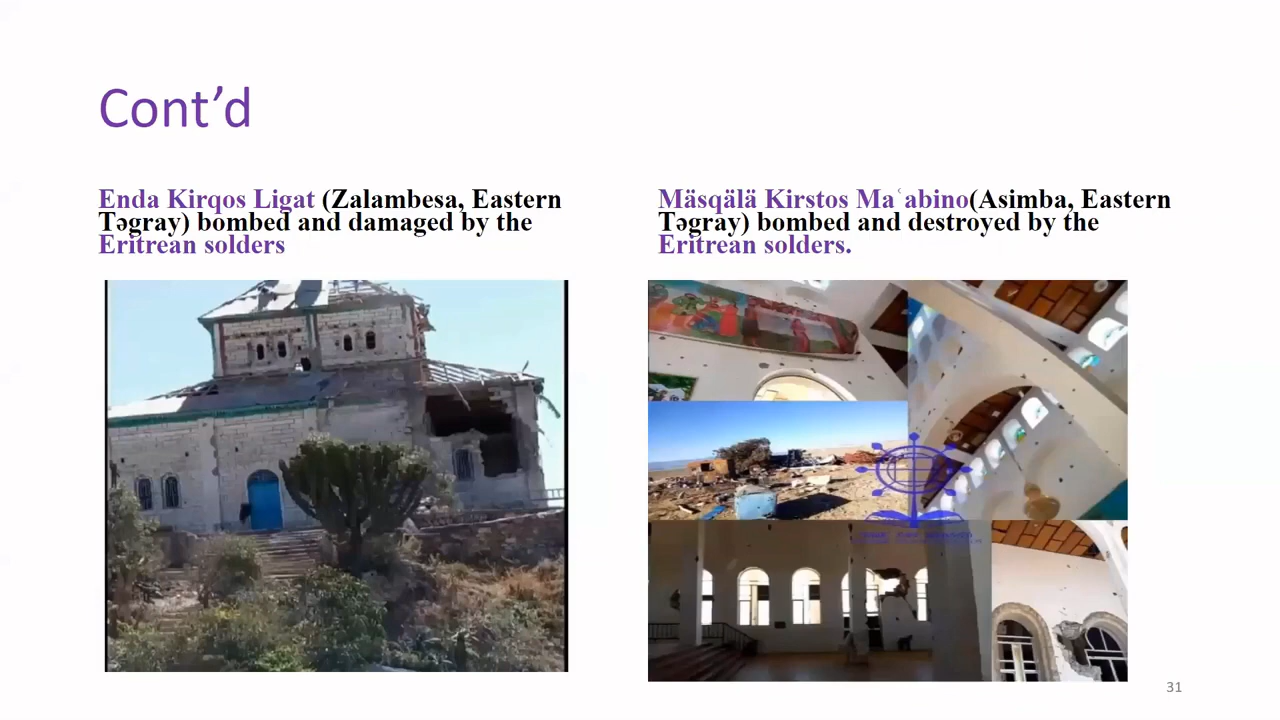 Cont’d
Enda Kirqos Ligat (Zalambesa, Eastern
Təgray) bombed and damaged by the
Eritrean solders
Mäsqälä Kirstos Maʿabino(Asimba, Eastern
Təgray) bombed and destroyed by the
Eritrean solders.
31